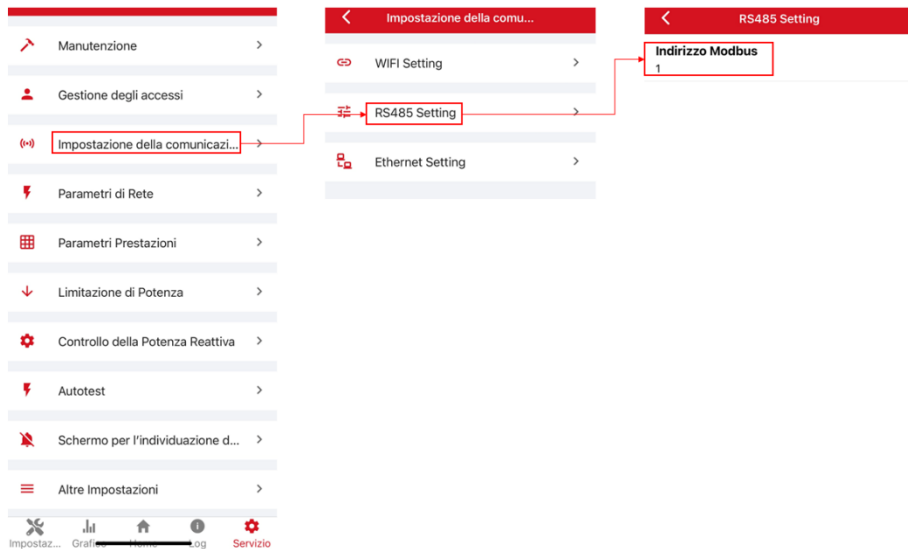 Manutenzione
Gestione degli accessi
Impostazione della comunicazi...
Parametri di Rete
Parametri Prestazioni
Limitazione di Potenza
Controllo della Potenza Reattiva
Autotest
Schermo per l'individuazione d...
Altre Impostazioni
Impostaz... Grafico Home Log Servizio
Impostazione della comu...
WIFI Setting
RS485 Setting
Ethernet Setting
RS485 Setting
Indirizzo Modbus
1